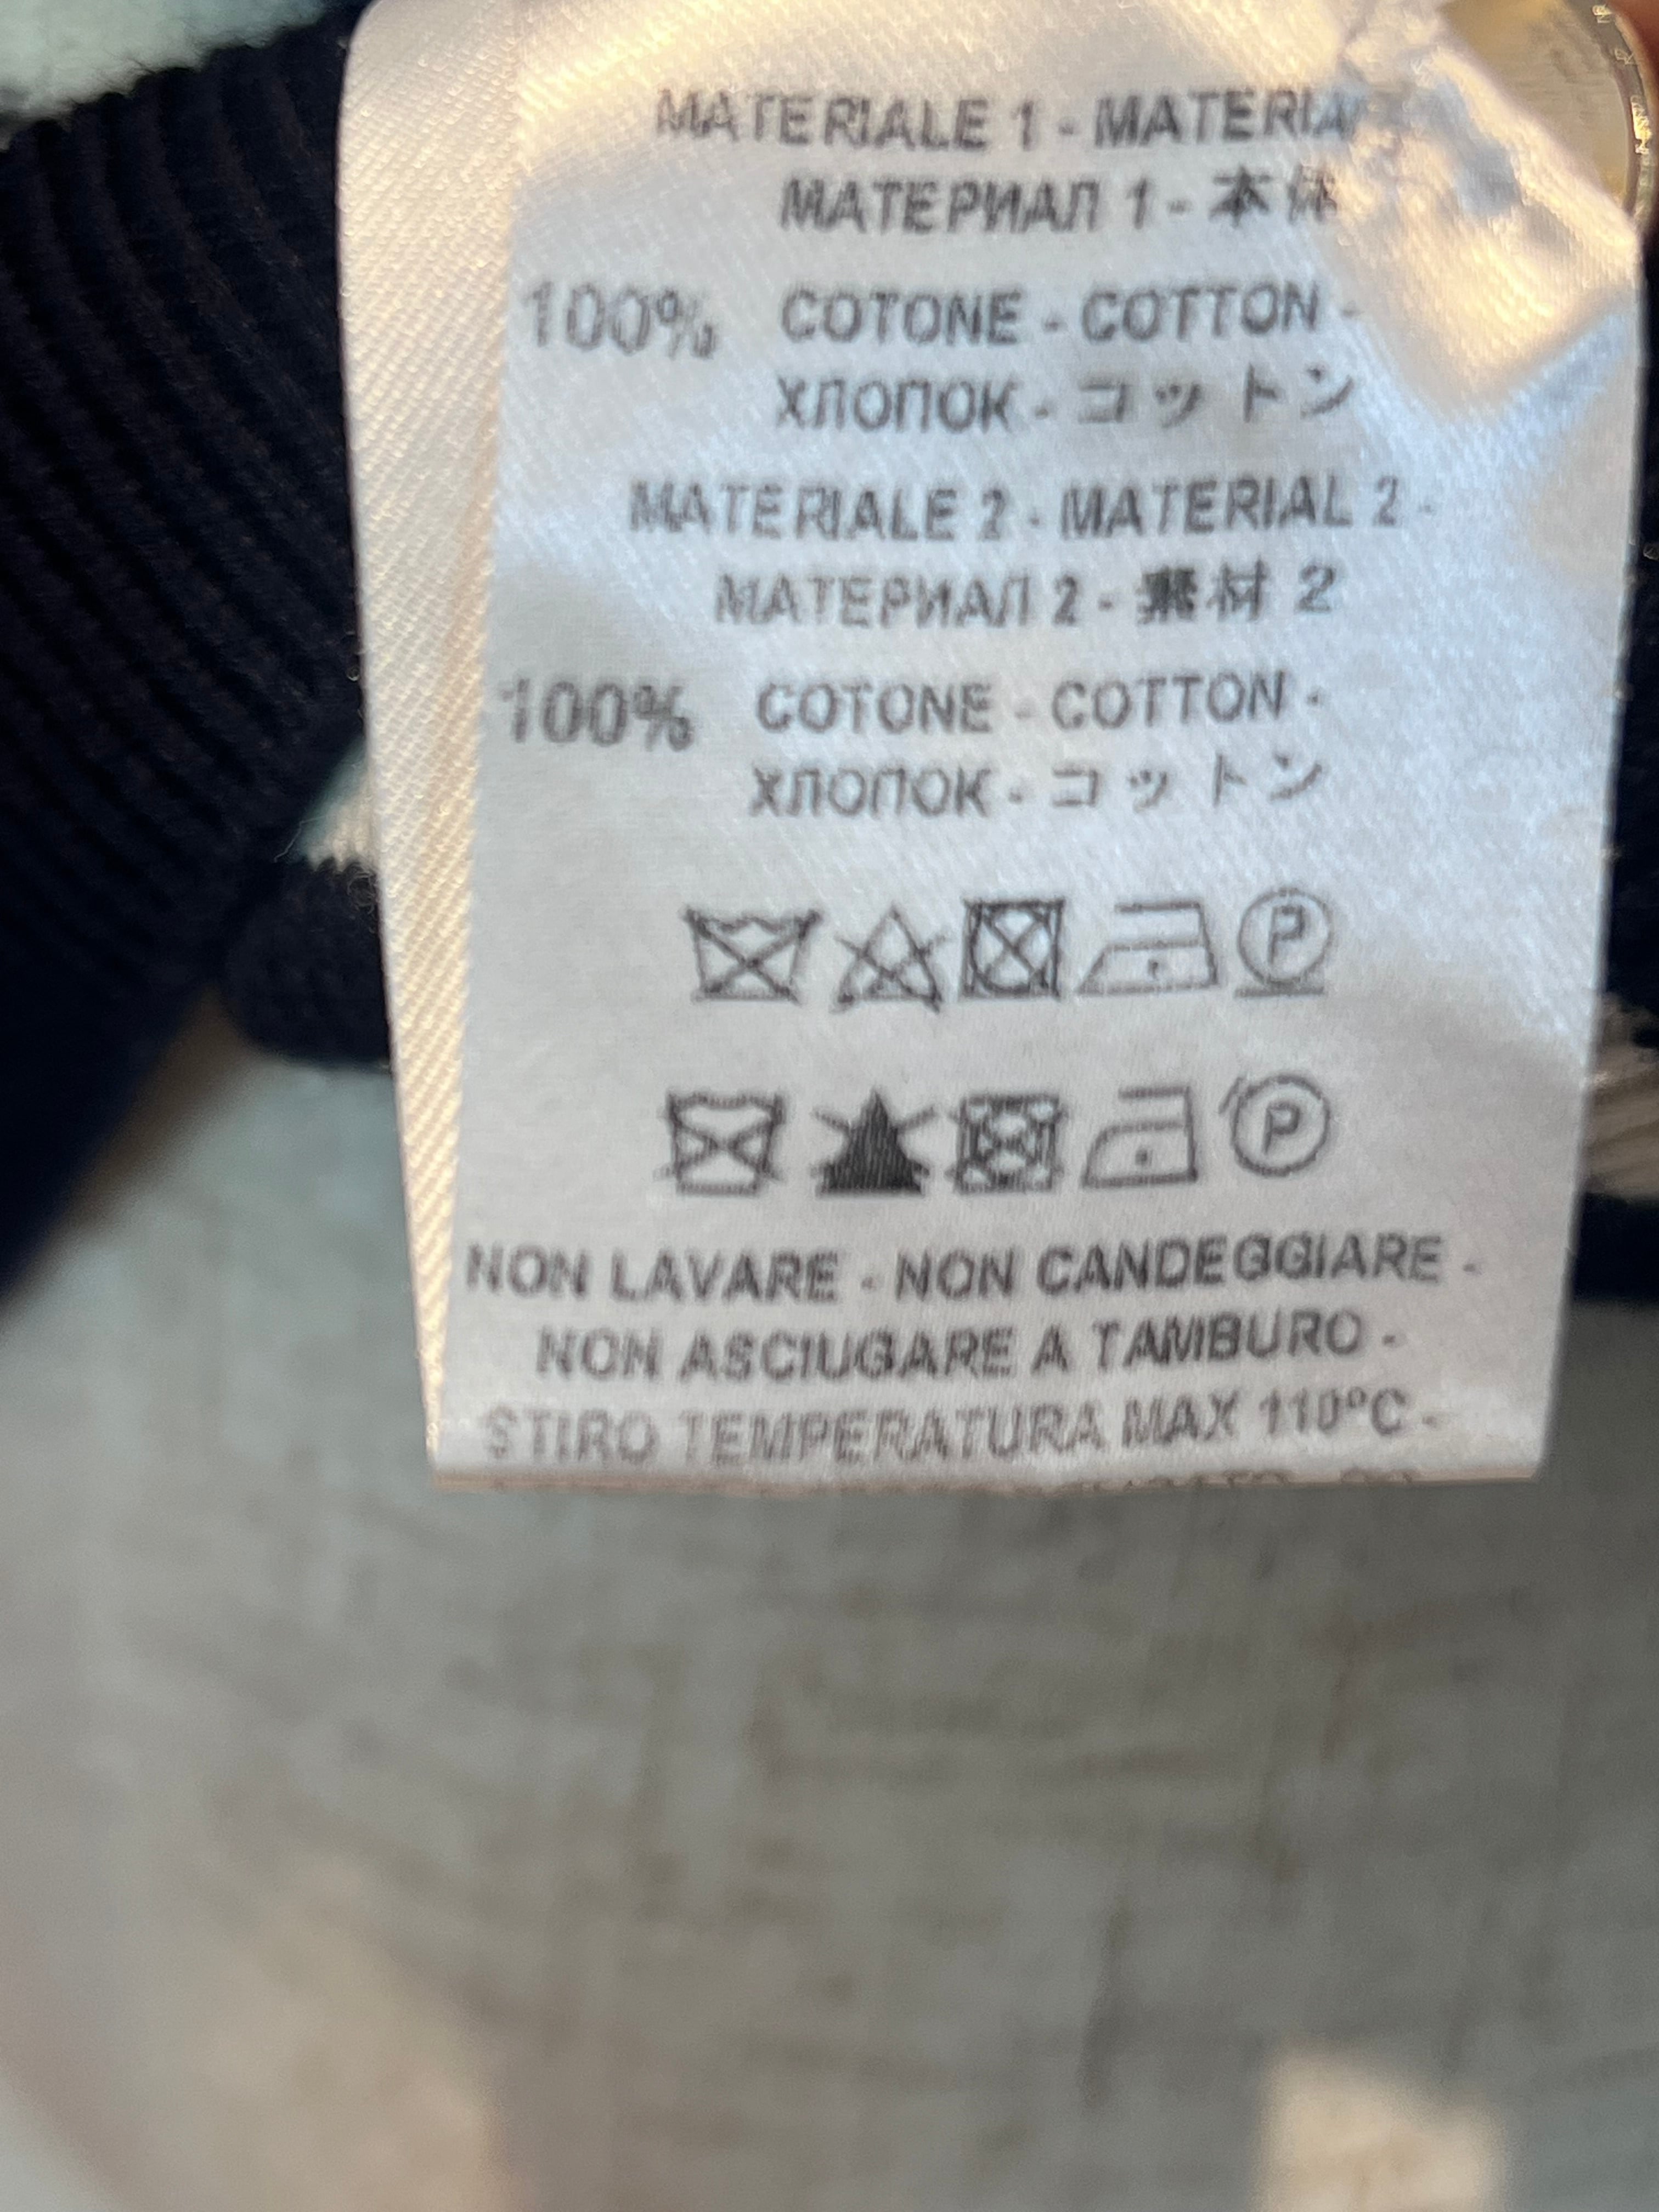 MATERIALE 1 - MATERIA
МАТЕРИАЛ 1 - 本体
100% COTONE - COTTON -
ХЛОПОК - コットン
MATERIALE 2 - MATERIAL 2 -
МАТЕРИАЛ 2 - 素材 2
100% COTONE - COTTON -
ХЛОПОК - コットン
P
P
NON LAVARE - NON CANDEGGIARE -
NON ASCIUGARE A TAMBURO -
STIRO TEMPERATURA MAX 110°C -